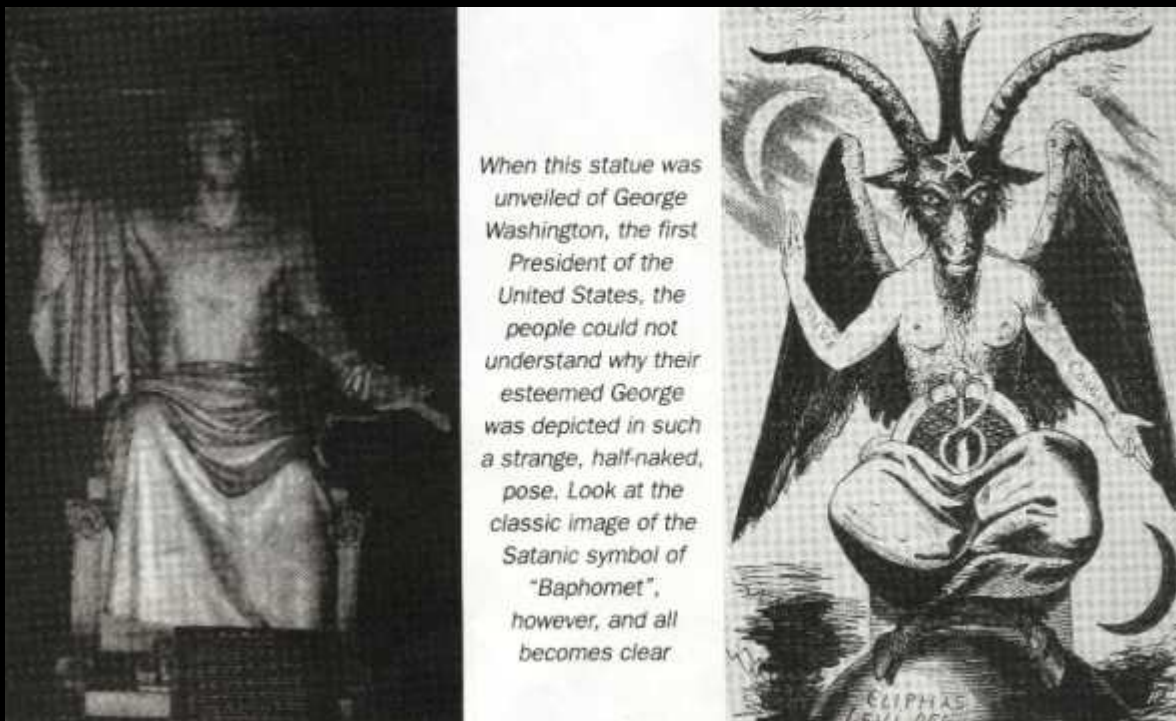 When this statue was
unveiled of George
Washington, the first
President of the
United States, the
people could not
understand why their
esteemed George
was depicted in such
a strange, half-naked,
pose. Look at the
classic image of the
Satanic symbol of
"Baphomet",
however, and all
becomes clear
ELIPHAS